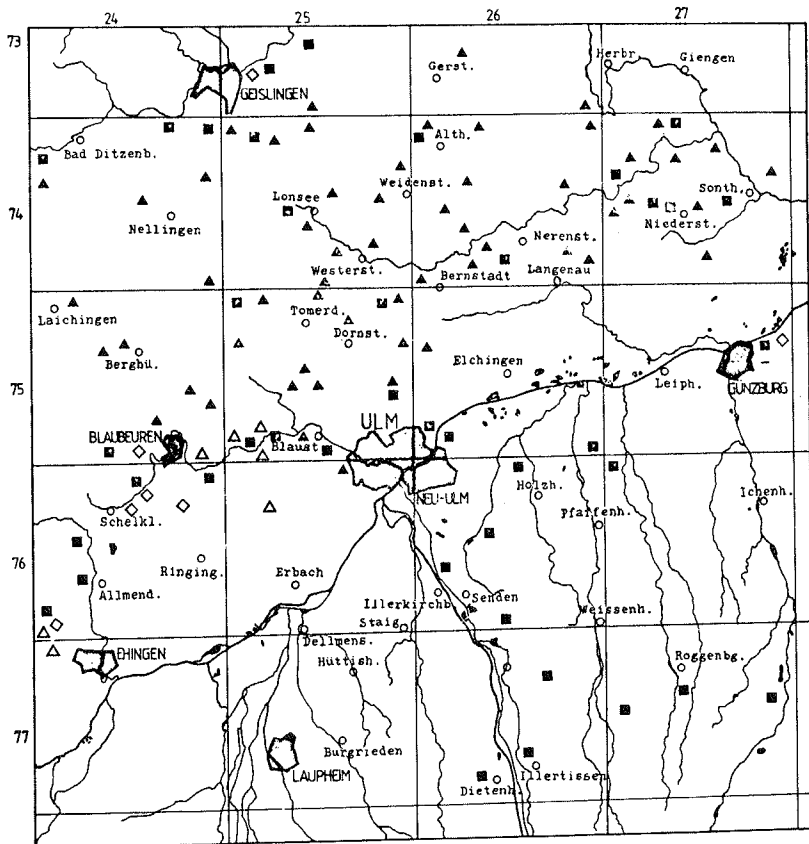 24 25 26 27
73
Herbr.
Gerst.
Giengen
GEISLINGEN
Bad Ditzenb.
Alth.
Weidenst.
Lonsee
Sonth.
74
Nellingen
Niederst.
Nerenst.
Westerst.
Langenau
Bernstadt
Laichingen
Tomerd.
Dornst.
Berghü.
Elchingen
75
Leiph.
GÜNZBURG
ULM
BLAUBEUREN
Blaust.
NEU-ULM
Holzh.
Ichenh.
Schelkl.
Pfaffenh.
76
Ringing.
Erbach
Allmend.
Illerkirchb.
Senden
Staig
Weissenh.
Dellmens.
EHINGEN
Hüttish.
Roggenbg.
77
Burgrieden
LAUPHEIM
Illertissen
Dietenh.